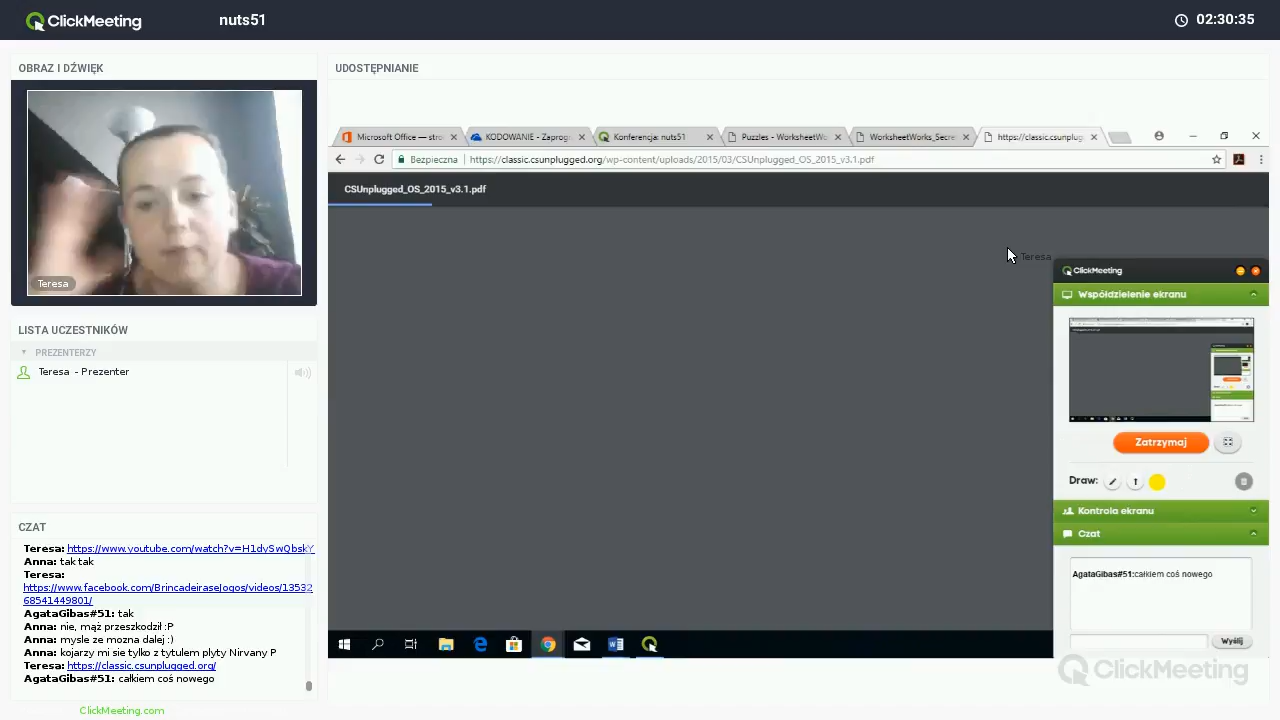 ClickMeeting
nuts51
02:30:35
OBRAZ I DŹWIĘK
Teresa
LISTA UCZESTNIKÓW
PREZENTERZY
Teresa - Prezenter
CZAT
Teresa: https://www.youtube.com/watch?v=H1dySwQbskY
Anna: tak tak
Teresa:
https://www.facebook.com/BrincadeiraseJogos/videos/13532
68541449801/
AgataGibas#51: tak
Anna: nie, mąż przeszkodził :P
Anna: mysle ze mozna dalej :)
Anna: kojarzy mi sie tylko z tytulem plyty Nirvany P
Teresa: https://classic.csunplugged.org/
AgataGibas#51: całkiem coś nowego
ClickMeeting.com
UDOSTĘPNIANIE
Microsoft Office — stro
KODOWANIE - Zaprog
Konferencja: nuts51
Puzzles - WorksheetWo
WorksheetWorks_Secre
https://classic.csunplug
Bezpieczna
https://classic.csunplugged.org/wp-content/uploads/2015/03/CSUnplugged_OS_2015_v3.1.pdf
CSUnplugged_OS_2015_v3.1.pdf
Teresa
ClickMeeting
Współdzielenie ekranu
Zatrzymaj
Draw:
Kontrola ekranu
Czat
AgataGibas#51:całkiem coś nowego
Wyślij
ClickMeeting